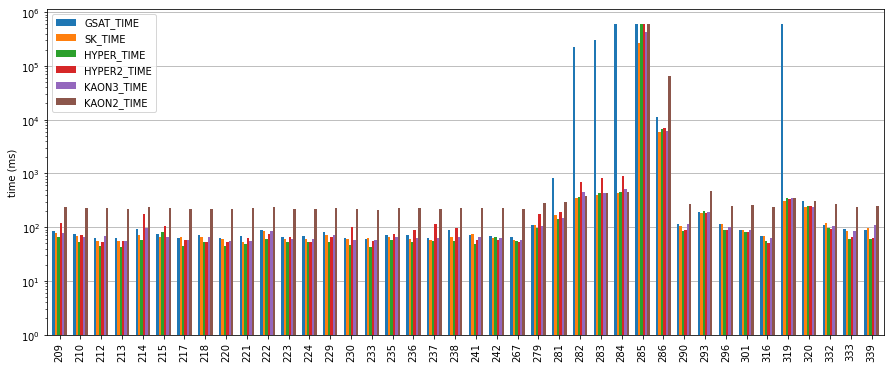 GSAT_TIME
SK_TIME
HYPER_TIME
HYPER2_TIME
KAON3_TIME
KAON2_TIME
time (ms)
10⁶
10⁵
10⁴
10³
10²
10¹
10⁰
209 210 212 213 214 215 217 218 220 221 222 223 224 229 230 233 235 236 237 238 241 242 267 279 281 282 283 284 285 286 290 293 296 301 316 319 320 332 333 339